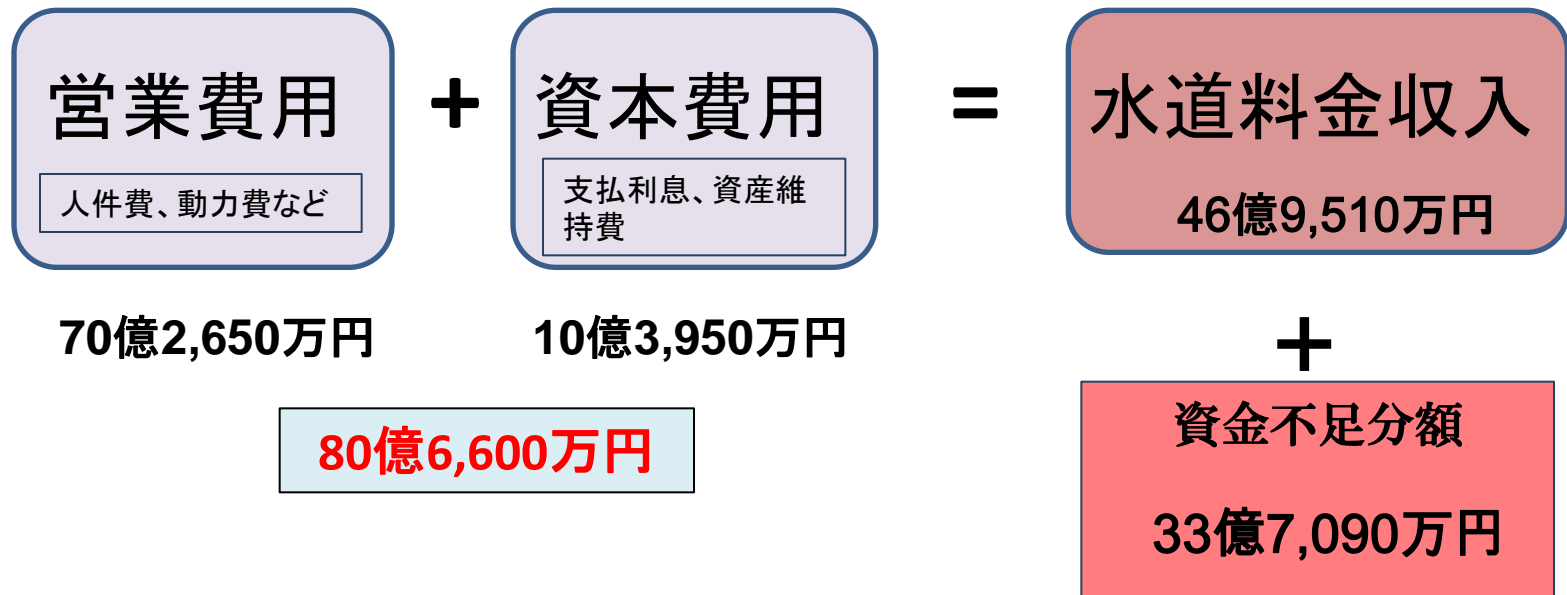 営業費用
人件費、動力費など
70億2,650万円
+
資本費用
支払利息、資産維
持費
10億3,950万円
80億6,600万円
=
水道料金収入
46億9,510万円
+
資金不足分額
33億7,090万円